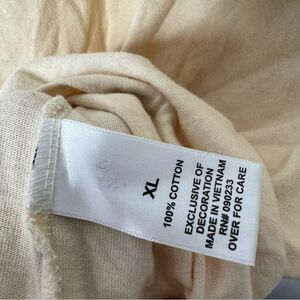 XL
100% COTTON
EXCLUSIVE OF
DECORATION
MADE IN VIETNAM
RN# 090233
OVER FOR CARE